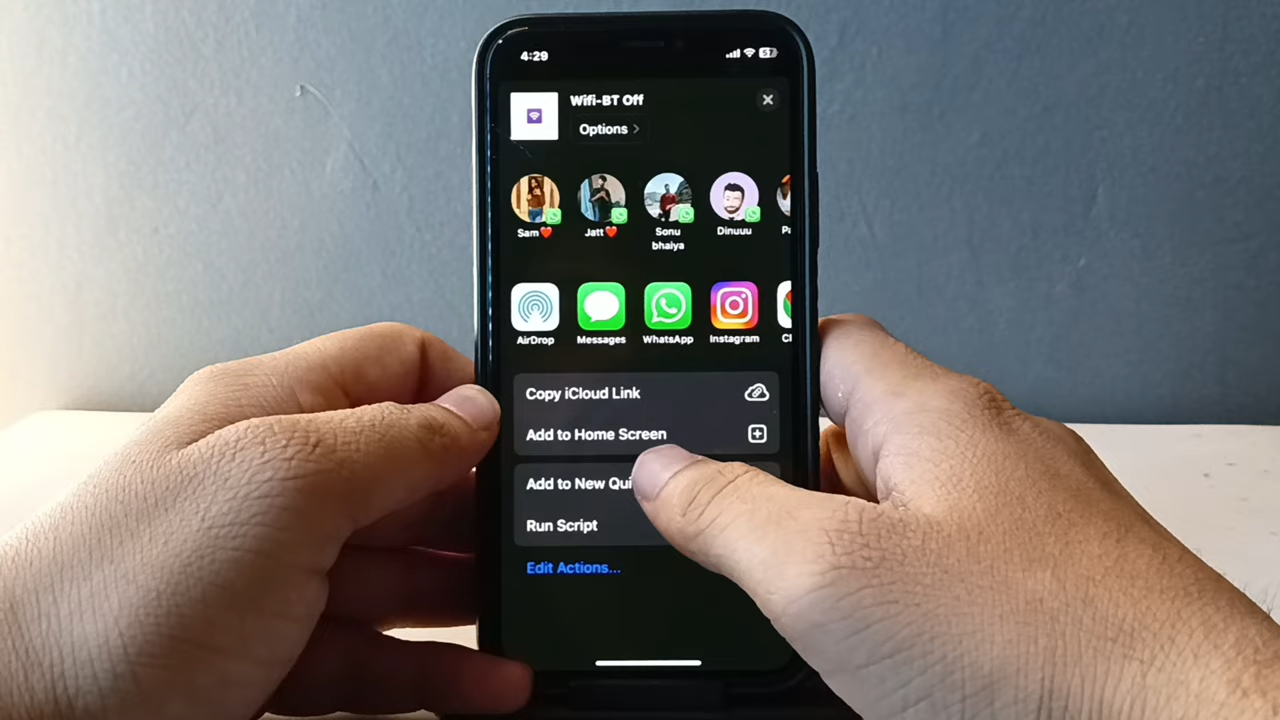 4:29
57
Wifi-BT Off
Options
Sam❤️
Jatt❤️
Sonu
bhaiya
Dinuuu
AirDrop
Messages
WhatsApp
Instagram
Copy iCloud Link
Add to Home Screen
Add to New
Run Script
Edit Actions...